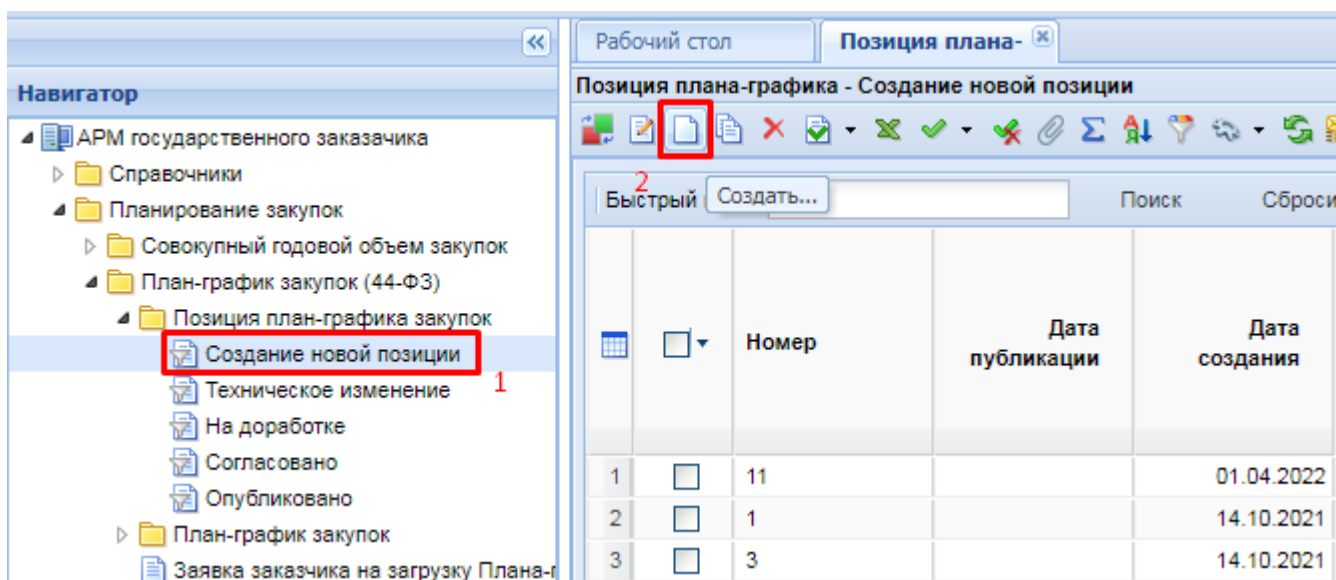 Рабочий стол
Позиция плана-
Навигатор
Позиция плана-графика - Создание новой позиции
АРМ государственного заказачика
Справочники
Планирование закупок
Совокупный годовой объем закупок
План-график закупок (44-ФЗ)
Позиция план-графика закупок
Создание новой позиции
1
Техническое изменение
На доработке
Согласовано
Опубликовано
План-график закупок
Заявка заказчика на загрузку Плана-г
2
Быстрый
Создать...
Поиск
Сброси
Номер
Дата
публикации
Дата
создания
1 11 01.04.2022
2 1 14.10.2021
3 3 14.10.2021